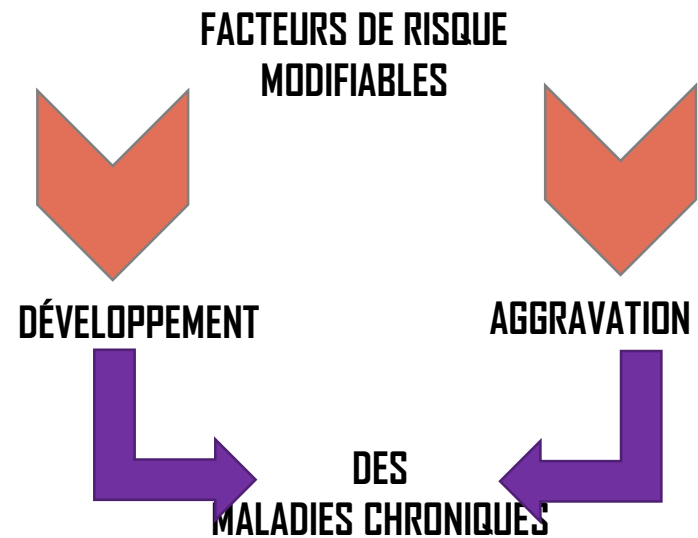 FACTEURS DE RISQUE
MODIFIABLES
DÉVELOPPEMENT
AGGRAVATION
DES
MALADIES CHRONIQUES